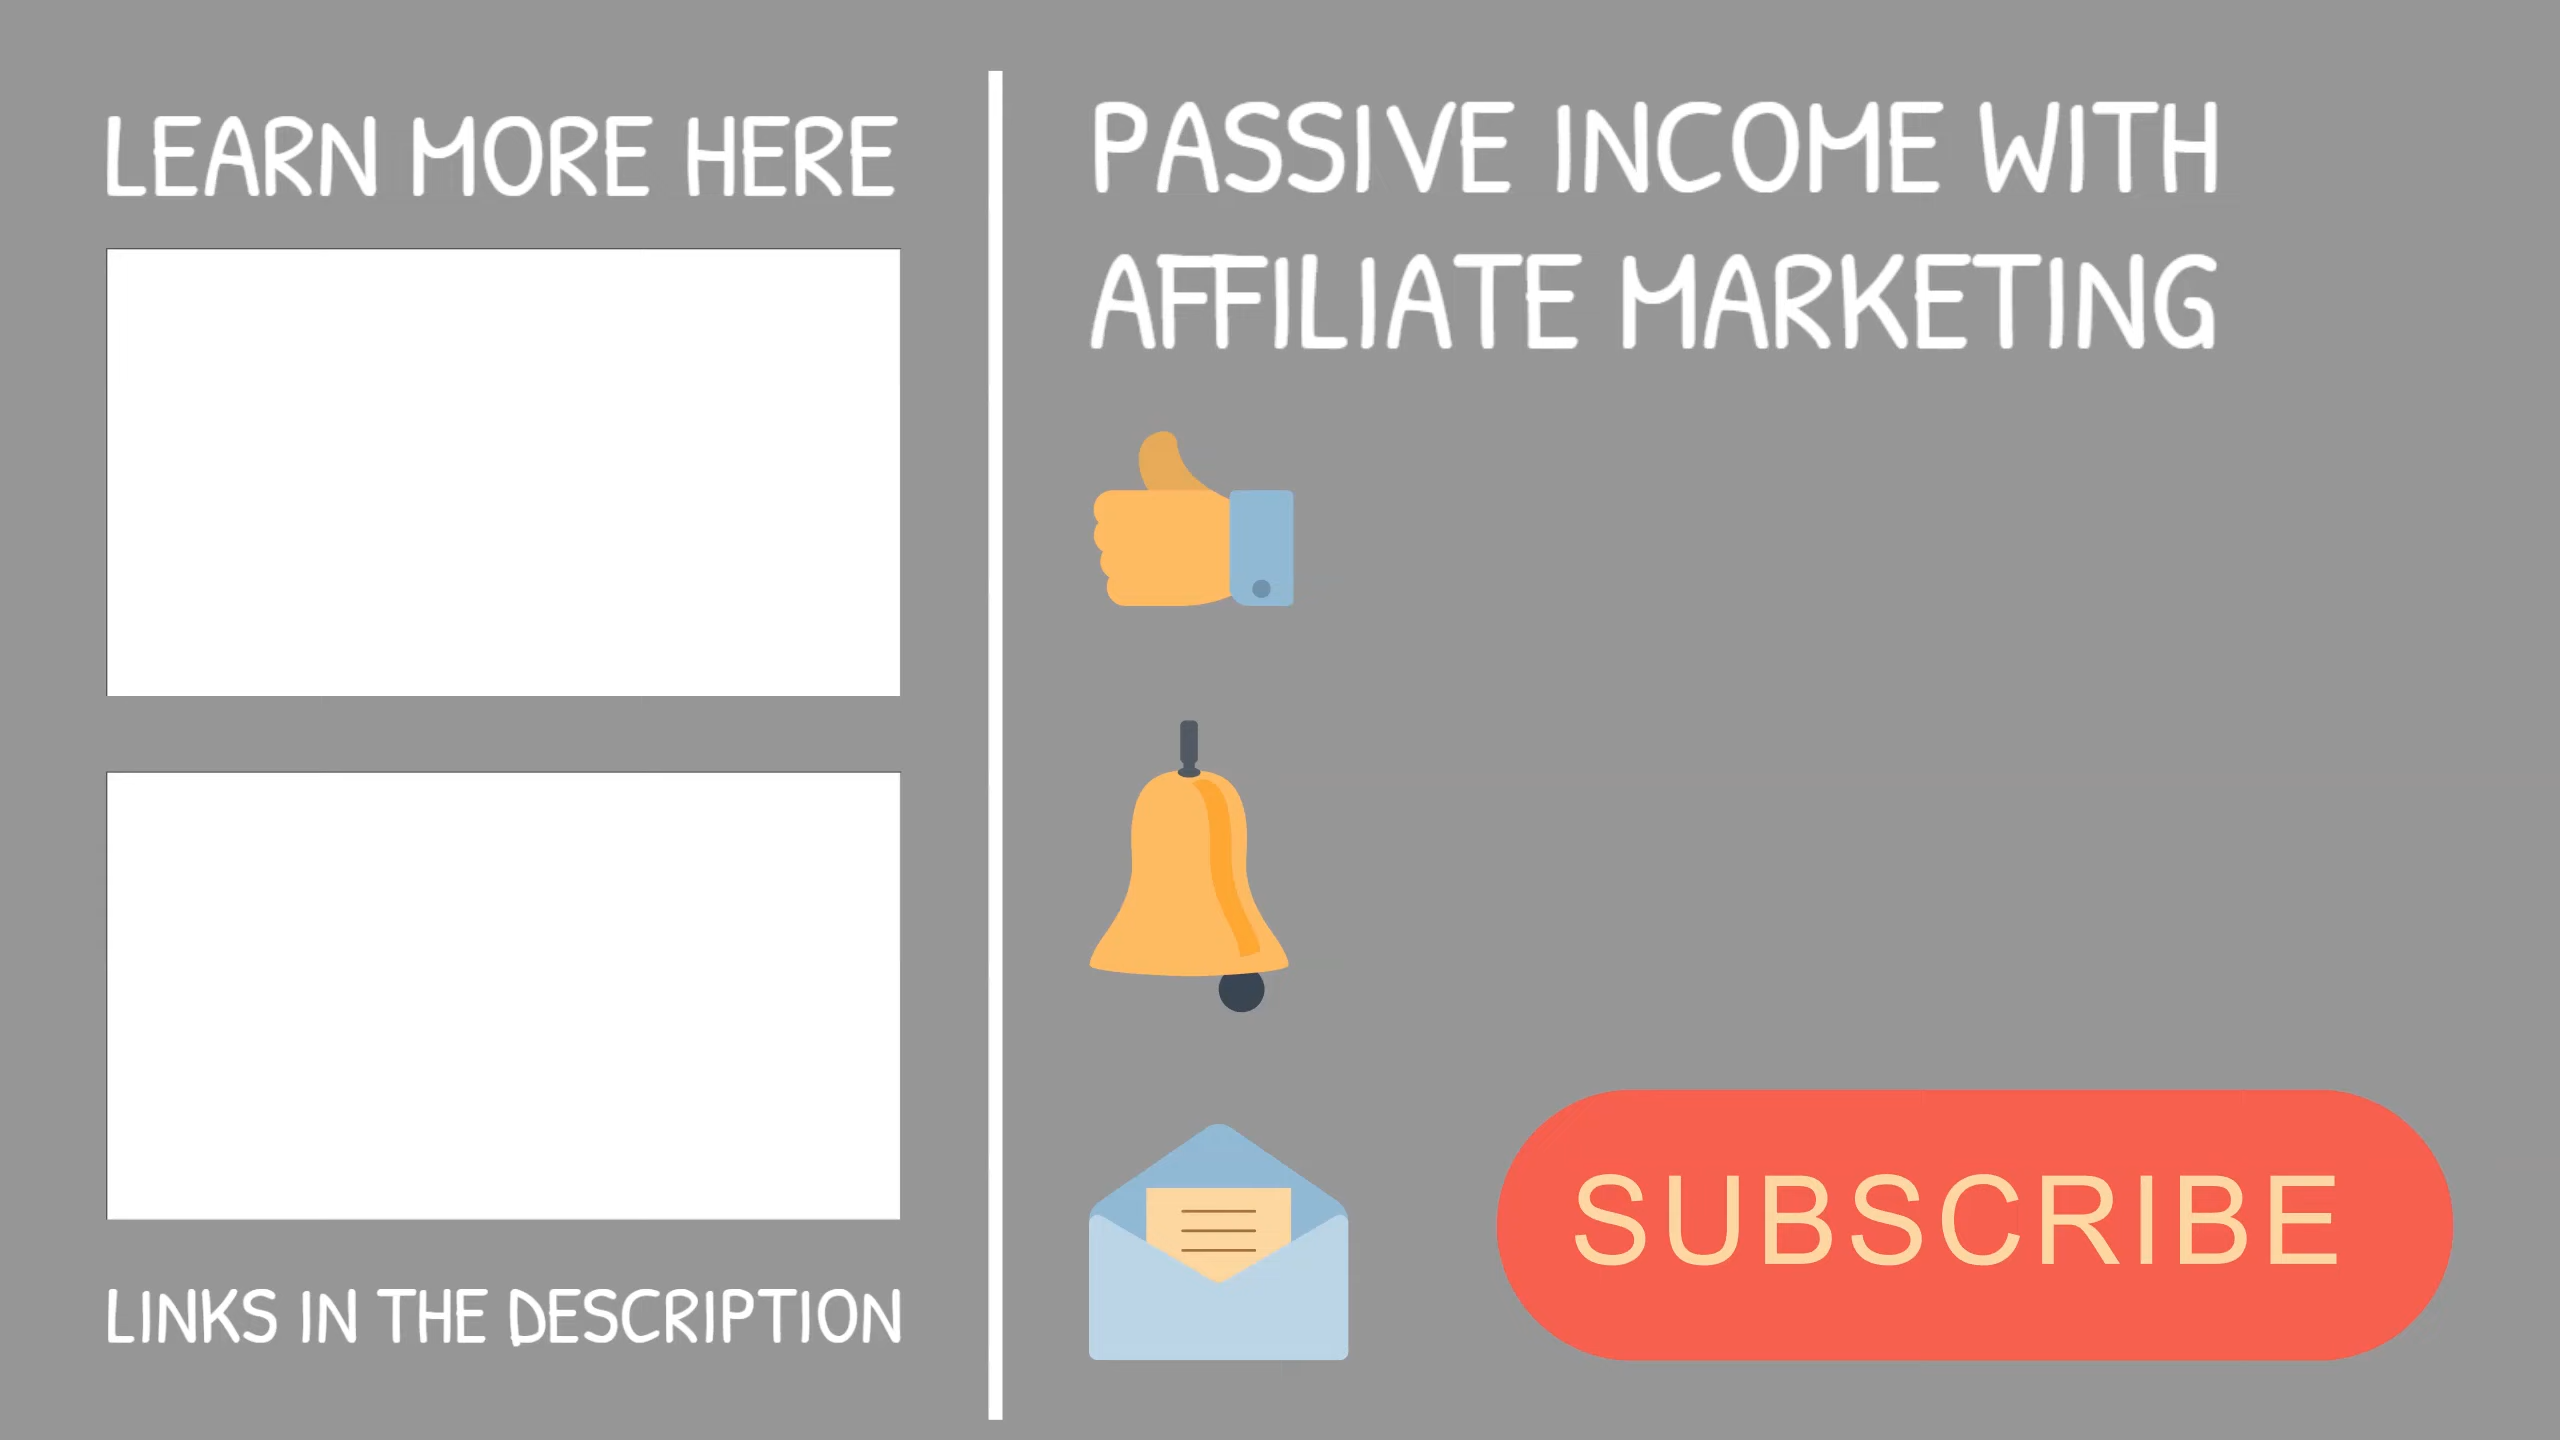 LEARN MORE HERE
LINKS IN THE DESCRIPTION
PASSIVE INCOME WITH
AFFILIATE MARKETING
SUBSCRIBE